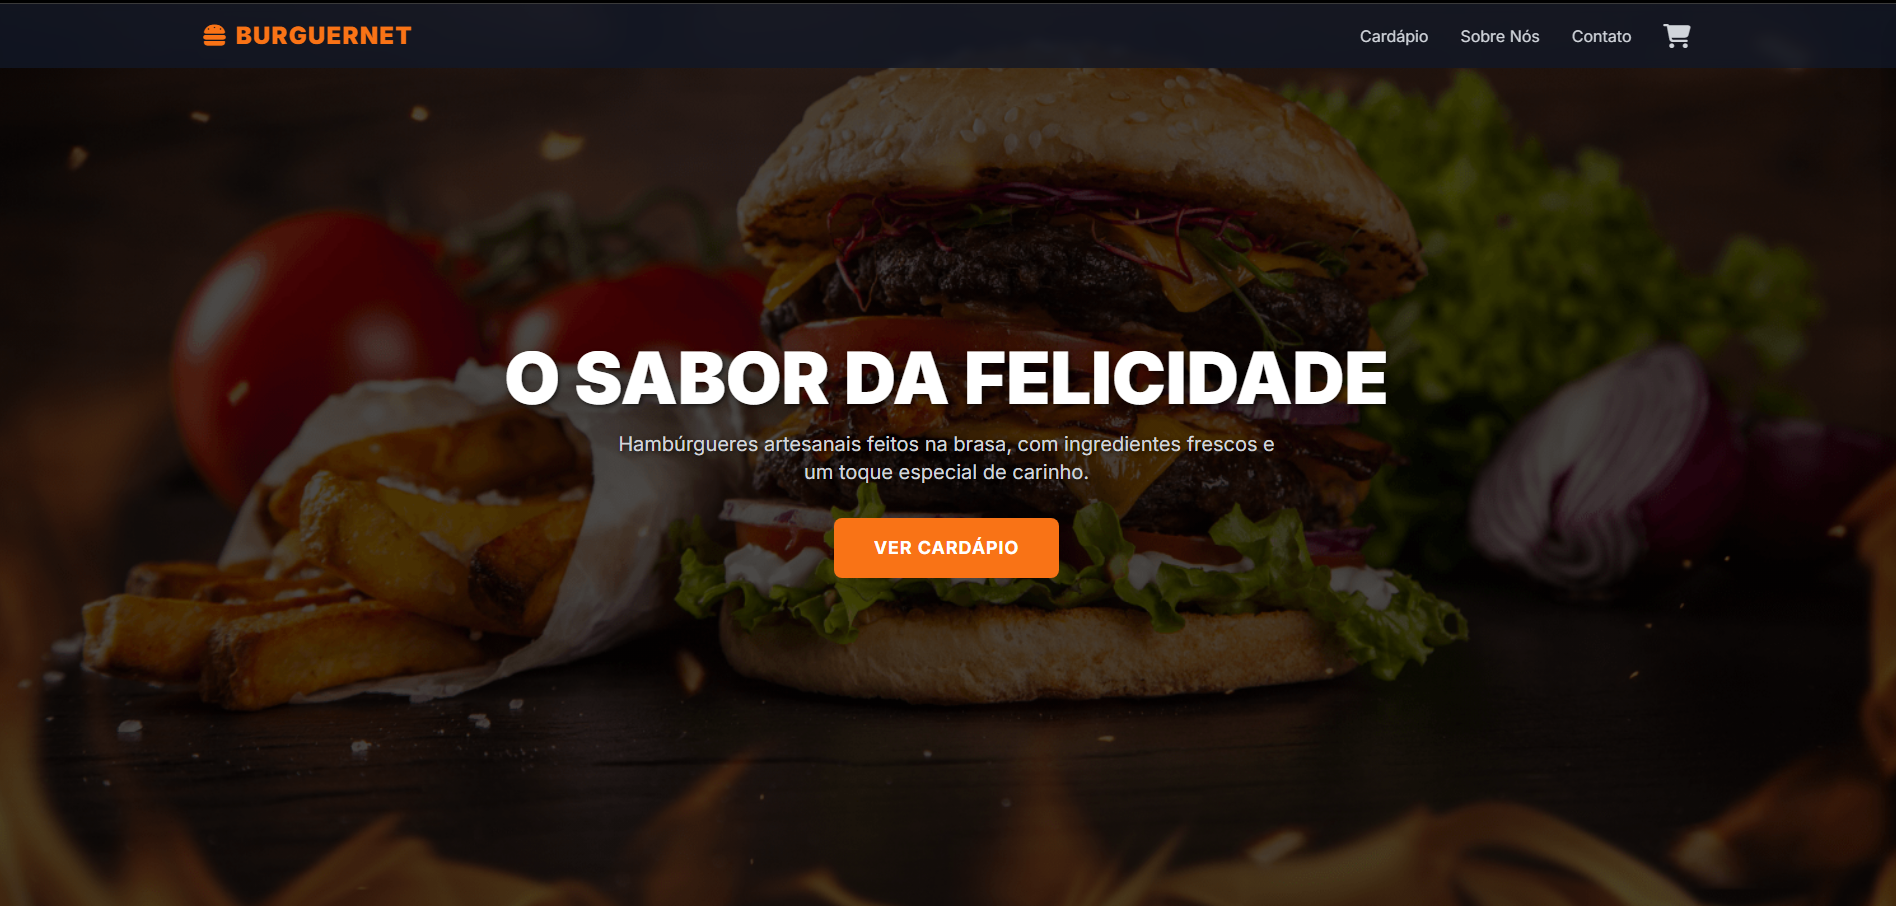 BURGUERNET
Cardápio Sobre Nós Contato
O SABOR DA FELICIDADE
Hambúrgueres artesanais feitos na brasa, com ingredientes frescos e
um toque especial de carinho.
VER CARDÁPIO